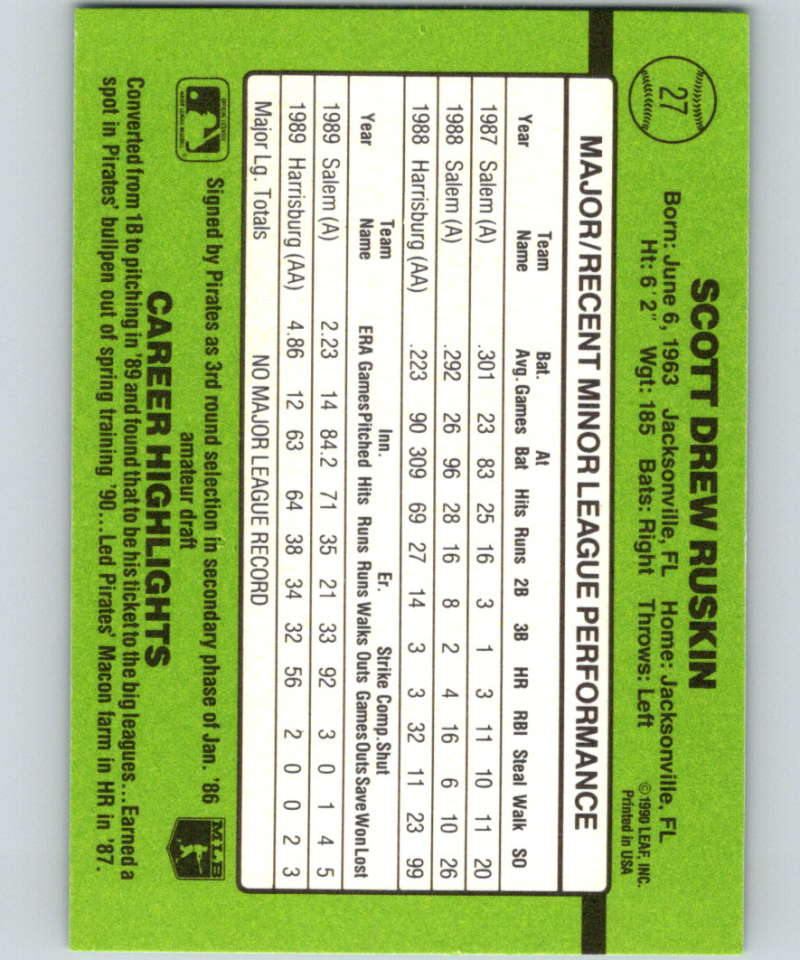 27
SCOTT DREW RUSKIN
Born: June 6, 1963 Jacksonville, FL Home: Jacksonville, FL
Ht: 6'2" Wgt: 185 Bats: Right Throws: Left
©1990 LEAF, INC.
Printed in USA
MAJOR/RECENT MINOR LEAGUE PERFORMANCE
Team Bat. At
Year Name Avg. Games Bat Hits Runs 2B 3B HR RBI Steal Walk SO
1987 Salem (A) .301 23 83 25 16 3 1 3 11 10 11 20
1988 Salem (A) .292 26 96 28 16 8 2 4 16 6 10 26
1988 Harrisburg (AA) .223 90 309 69 27 14 3 3 32 11 23 99
Team Inn. Er. Strike Comp. Shut
Year Name ERA Games Pitched Hits Runs Runs Walks Outs Games Outs Save Won Lost
1989 Salem (A) 2.23 14 84.2 71 35 21 33 92 3 0 1 4 5
1989 Harrisburg (AA) 4.86 12 63 64 38 34 32 56 2 0 0 2 3
Major Lg. Totals NO MAJOR LEAGUE RECORD
Signed by Pirates as 3rd round selection in secondary phase of Jan. '86
amateur draft
MLB
CAREER HIGHLIGHTS
Converted from 1B to pitching in '89 and found that to be his ticket to the big leagues...Earned a
spot in Pirates' bullpen out of spring training '90...Led Pirates' Macon farm in HR in '87.